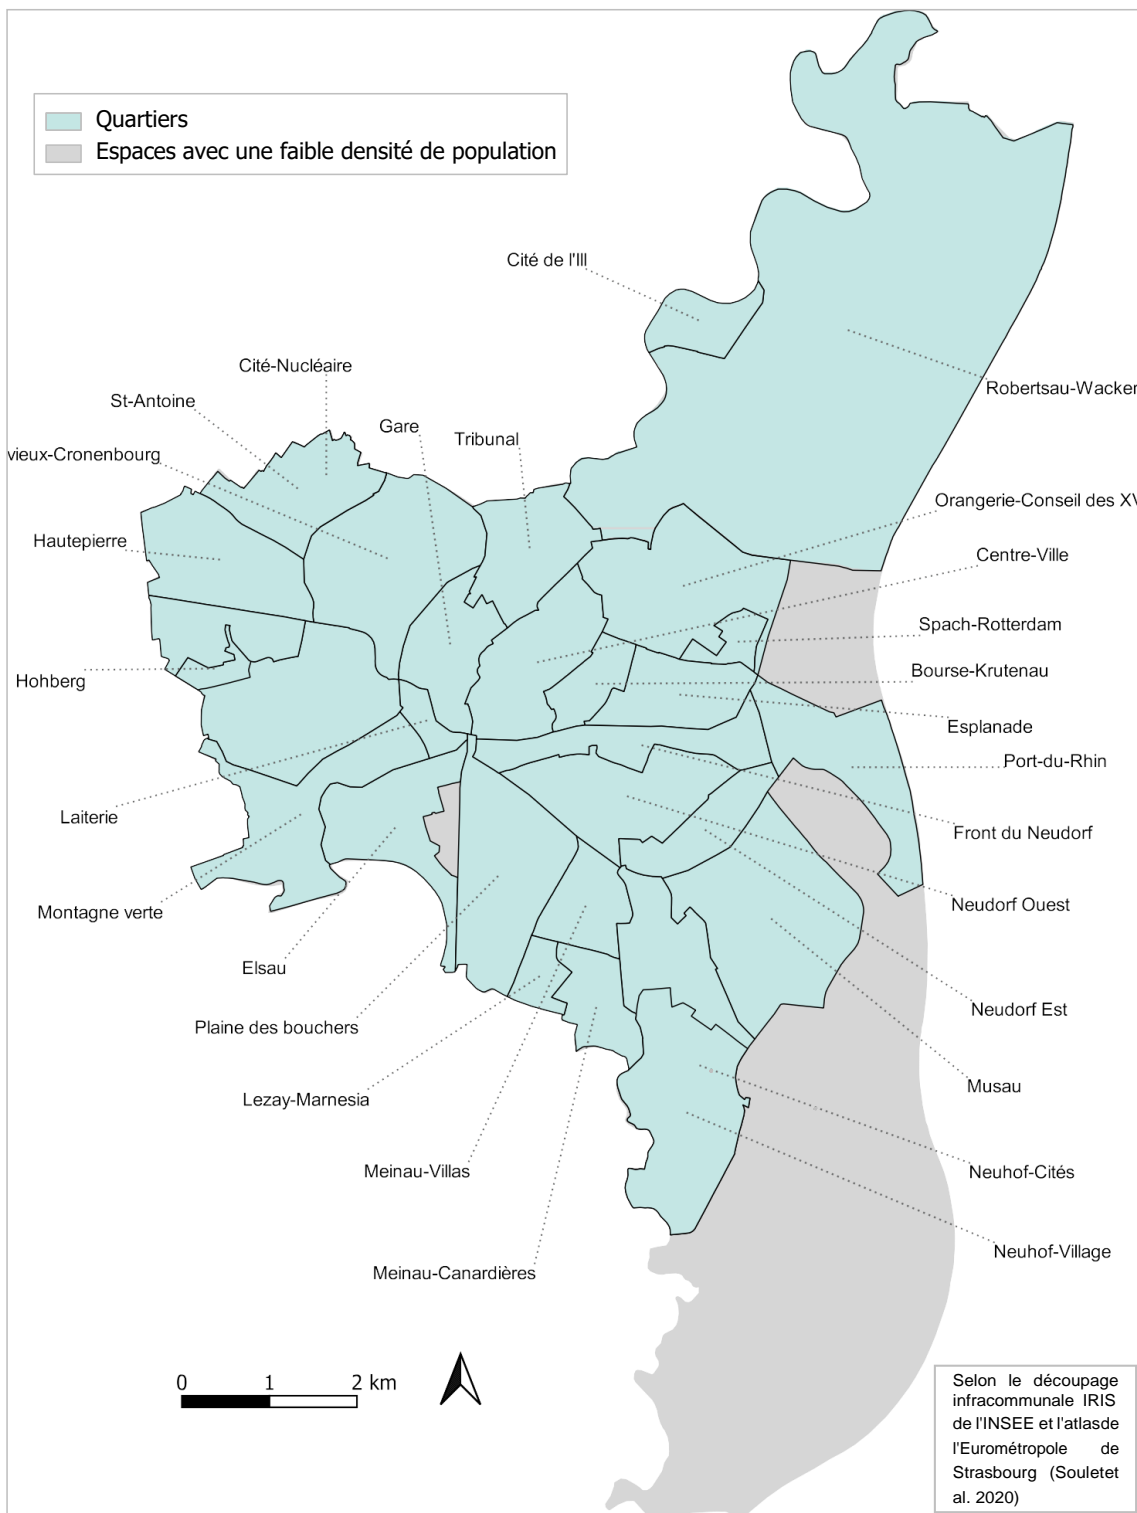 Quartiers
Espaces avec une faible densité de population
Cité de l'Ill
Cité-Nucléaire
Robertsau-Wacken
St-Antoine
Gare
Tribunal
vieux-Cronenbourg
Orangerie-Conseil des XV
Hautepierre
Centre-Ville
Spach-Rotterdam
Hohberg
Bourse-Krutenau
Esplanade
Port-du-Rhin
Laiterie
Front du Neudorf
Montagne verte
Neudorf Ouest
Elsau
Neudorf Est
Plaine des bouchers
Musau
Lezay-Marnesia
Meinau-Villas
Neuhof-Cités
Neuhof-Village
Meinau-Canardières
0 1 2 km
Selon le découpage
infracommunale IRIS
de l'INSEE et l'atlasde
l'Eurométropole de
Strasbourg (Souletet
al. 2020)